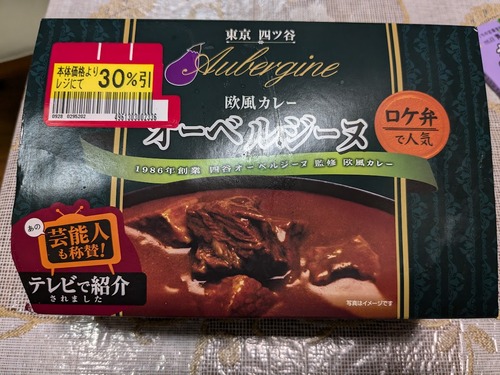 東京 四ツ谷
Aubergine
欧風カレー
オーベルジーヌ
ロケ弁
で人気
1986年創業 四谷オーベルジーヌ 監修 欧風カレー
本体価格より
レジにて
30%引
0928 0295202
あの
芸能人
も称賛!
テレビで紹介
されました
写真はイメージです